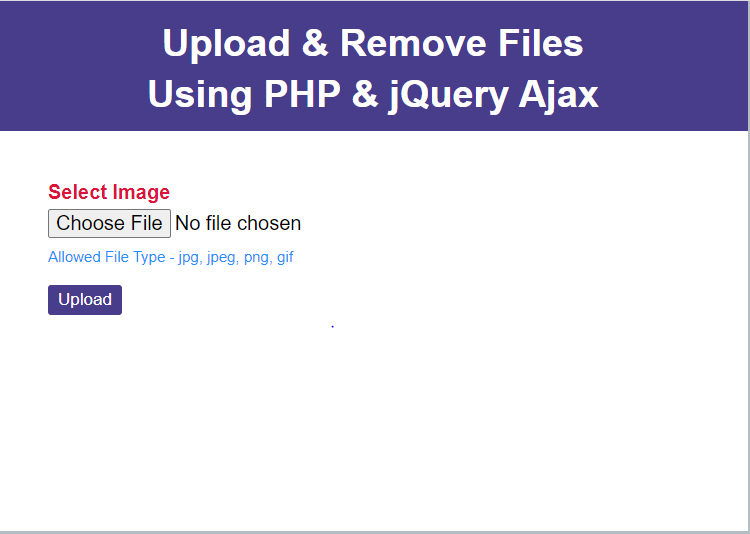 Upload & Remove Files
Using PHP & jQuery Ajax
Select Image
Choose File No file chosen
Allowed File Type - jpg, jpeg, png, gif
Upload